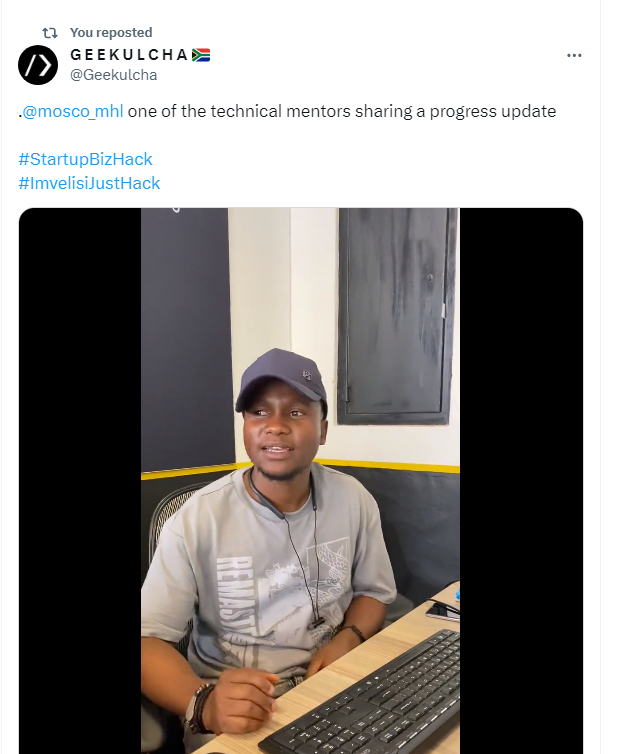 You reposted
GEEKULCHA🇿🇦
@Geekulcha
.@mosco_mhl one of the technical mentors sharing a progress update
#StartupBizHack
#ImvelisiJustHack